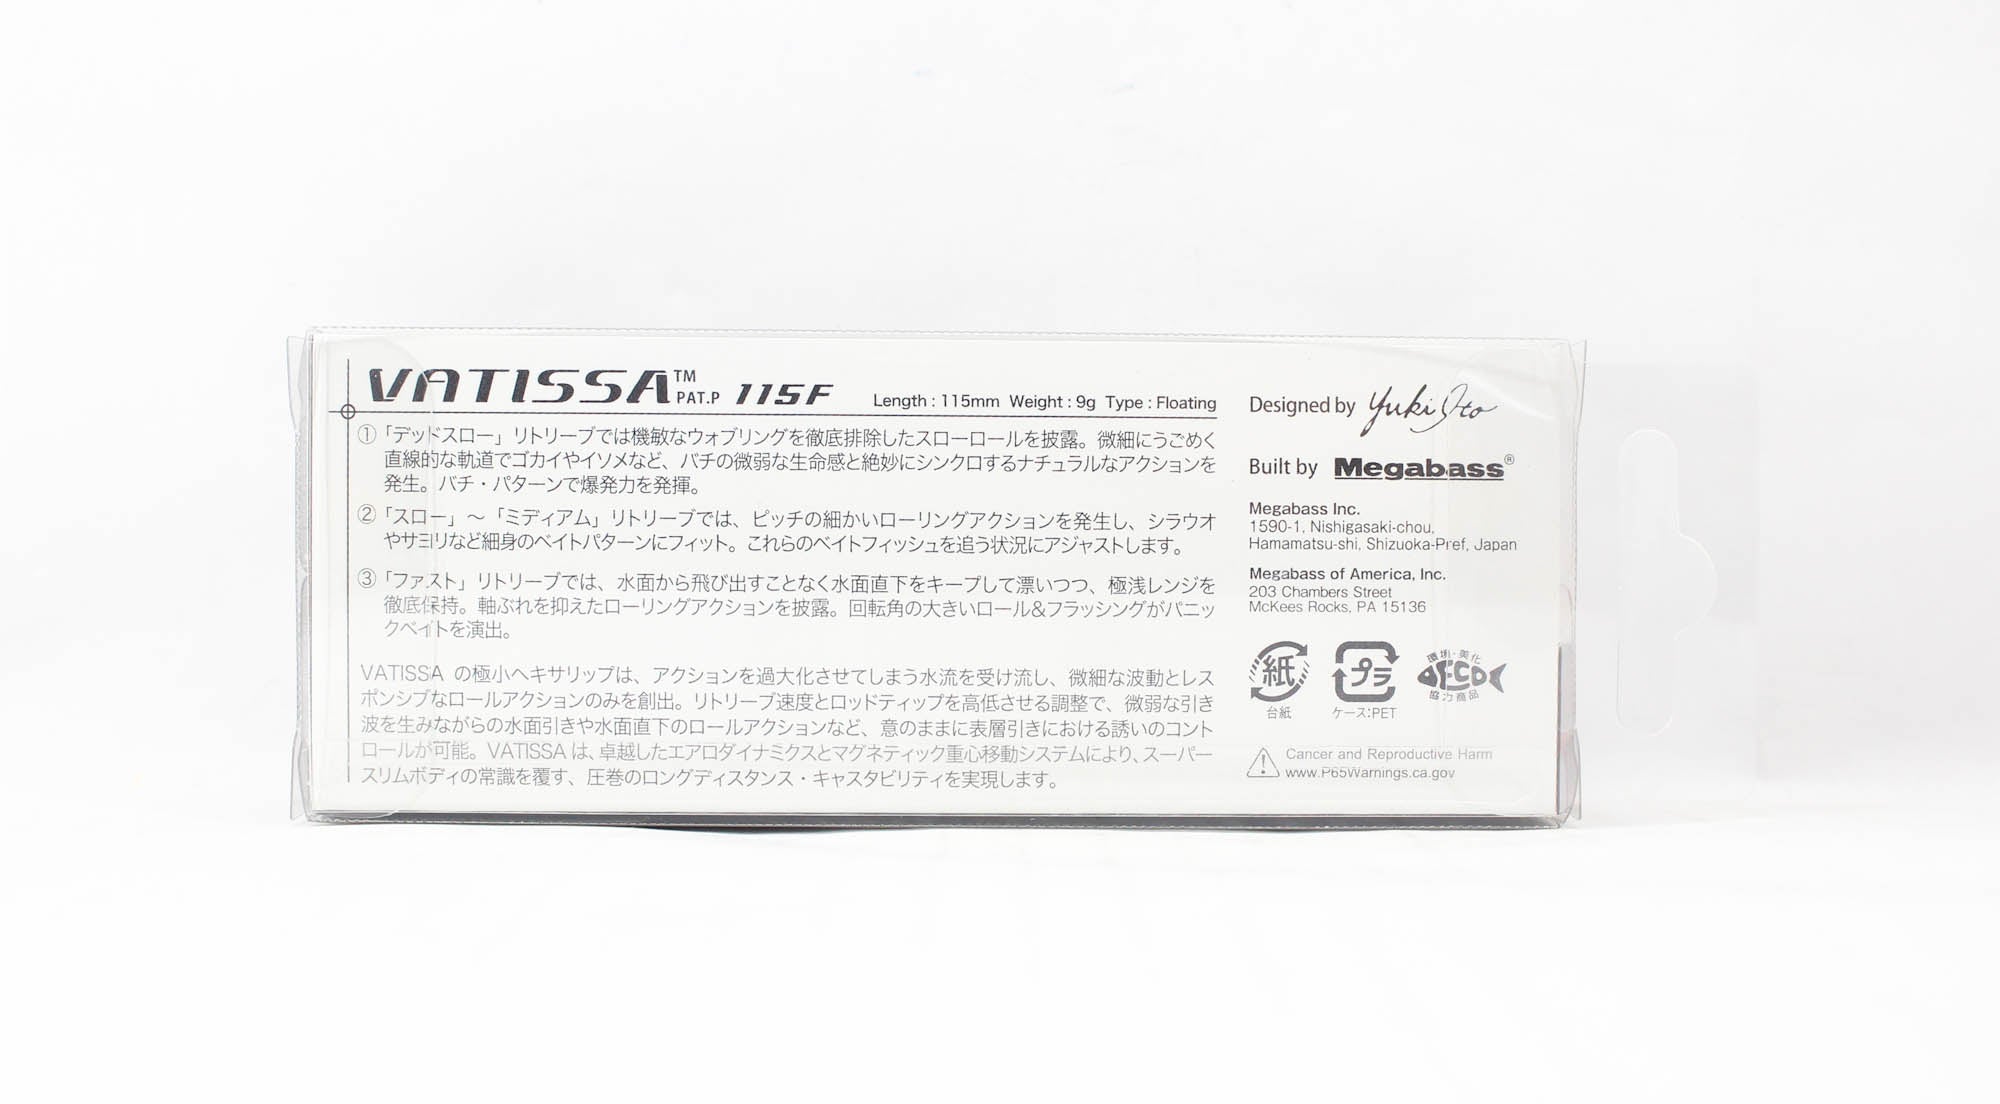 VATISSA™ PAT.P 115F Length : 115mm Weight : 9g Type : Floating
①「デッドスロー」リトリーブでは機敏なウォブリングを徹底排除したスローロールを披露。微細にうごめく
直線的な軌道でゴカイやイソメなど、バチの微弱な生命感と絶妙にシンクロするナチュラルなアクションを
発生。バチ・パターンで爆発力を発揮。
②「スロー」～「ミディアム」リトリーブでは、ピッチの細かいローリングアクションを発生し、シラウオ
やサヨリなど細身のベイトパターンにフィット。これらのベイトフィッシュを追う状況にアジャストします。
③「ファスト」リトリーブでは、水面から飛び出すことなく水面直下をキープして漂いつつ、極浅レンジを
徹底保持。軸ぶれを抑えたローリングアクションを披露。回転角の大きいロール＆フラッシングがパニッ
クベイトを演出。
VATISSA の極小ヘキサリップは、アクションを過大化させてしまう水流を受け流し、微細な波動とレス
ポンシブなロールアクションのみを創出。リトリーブ速度とロッドティップを高低させる調整で、微弱な引き
波を生みながらの水面引きや水面直下のロールアクションなど、意のままに表層引きにおける誘いのコント
ロールが可能。VATISSA は、卓越したエアロダイナミクスとマグネティック重心移動システムにより、スーパー
スリムボディの常識を覆す、圧巻のロングディスタンス・キャスタビリティを実現します。
Designed by Yuki Ito
Built by Megabass®
Megabass Inc.
1590-1, Nishigasaki-chou,
Hamamatsu-shi, Shizuoka-Pref, Japan
Megabass of America, Inc.
203 Chambers Street
McKees Rocks, PA 15136
紙
台紙
プラ
ケース:PET
環境・美化
ECO
協力商品
Cancer and Reproductive Harm
www.P65Warnings.ca.gov